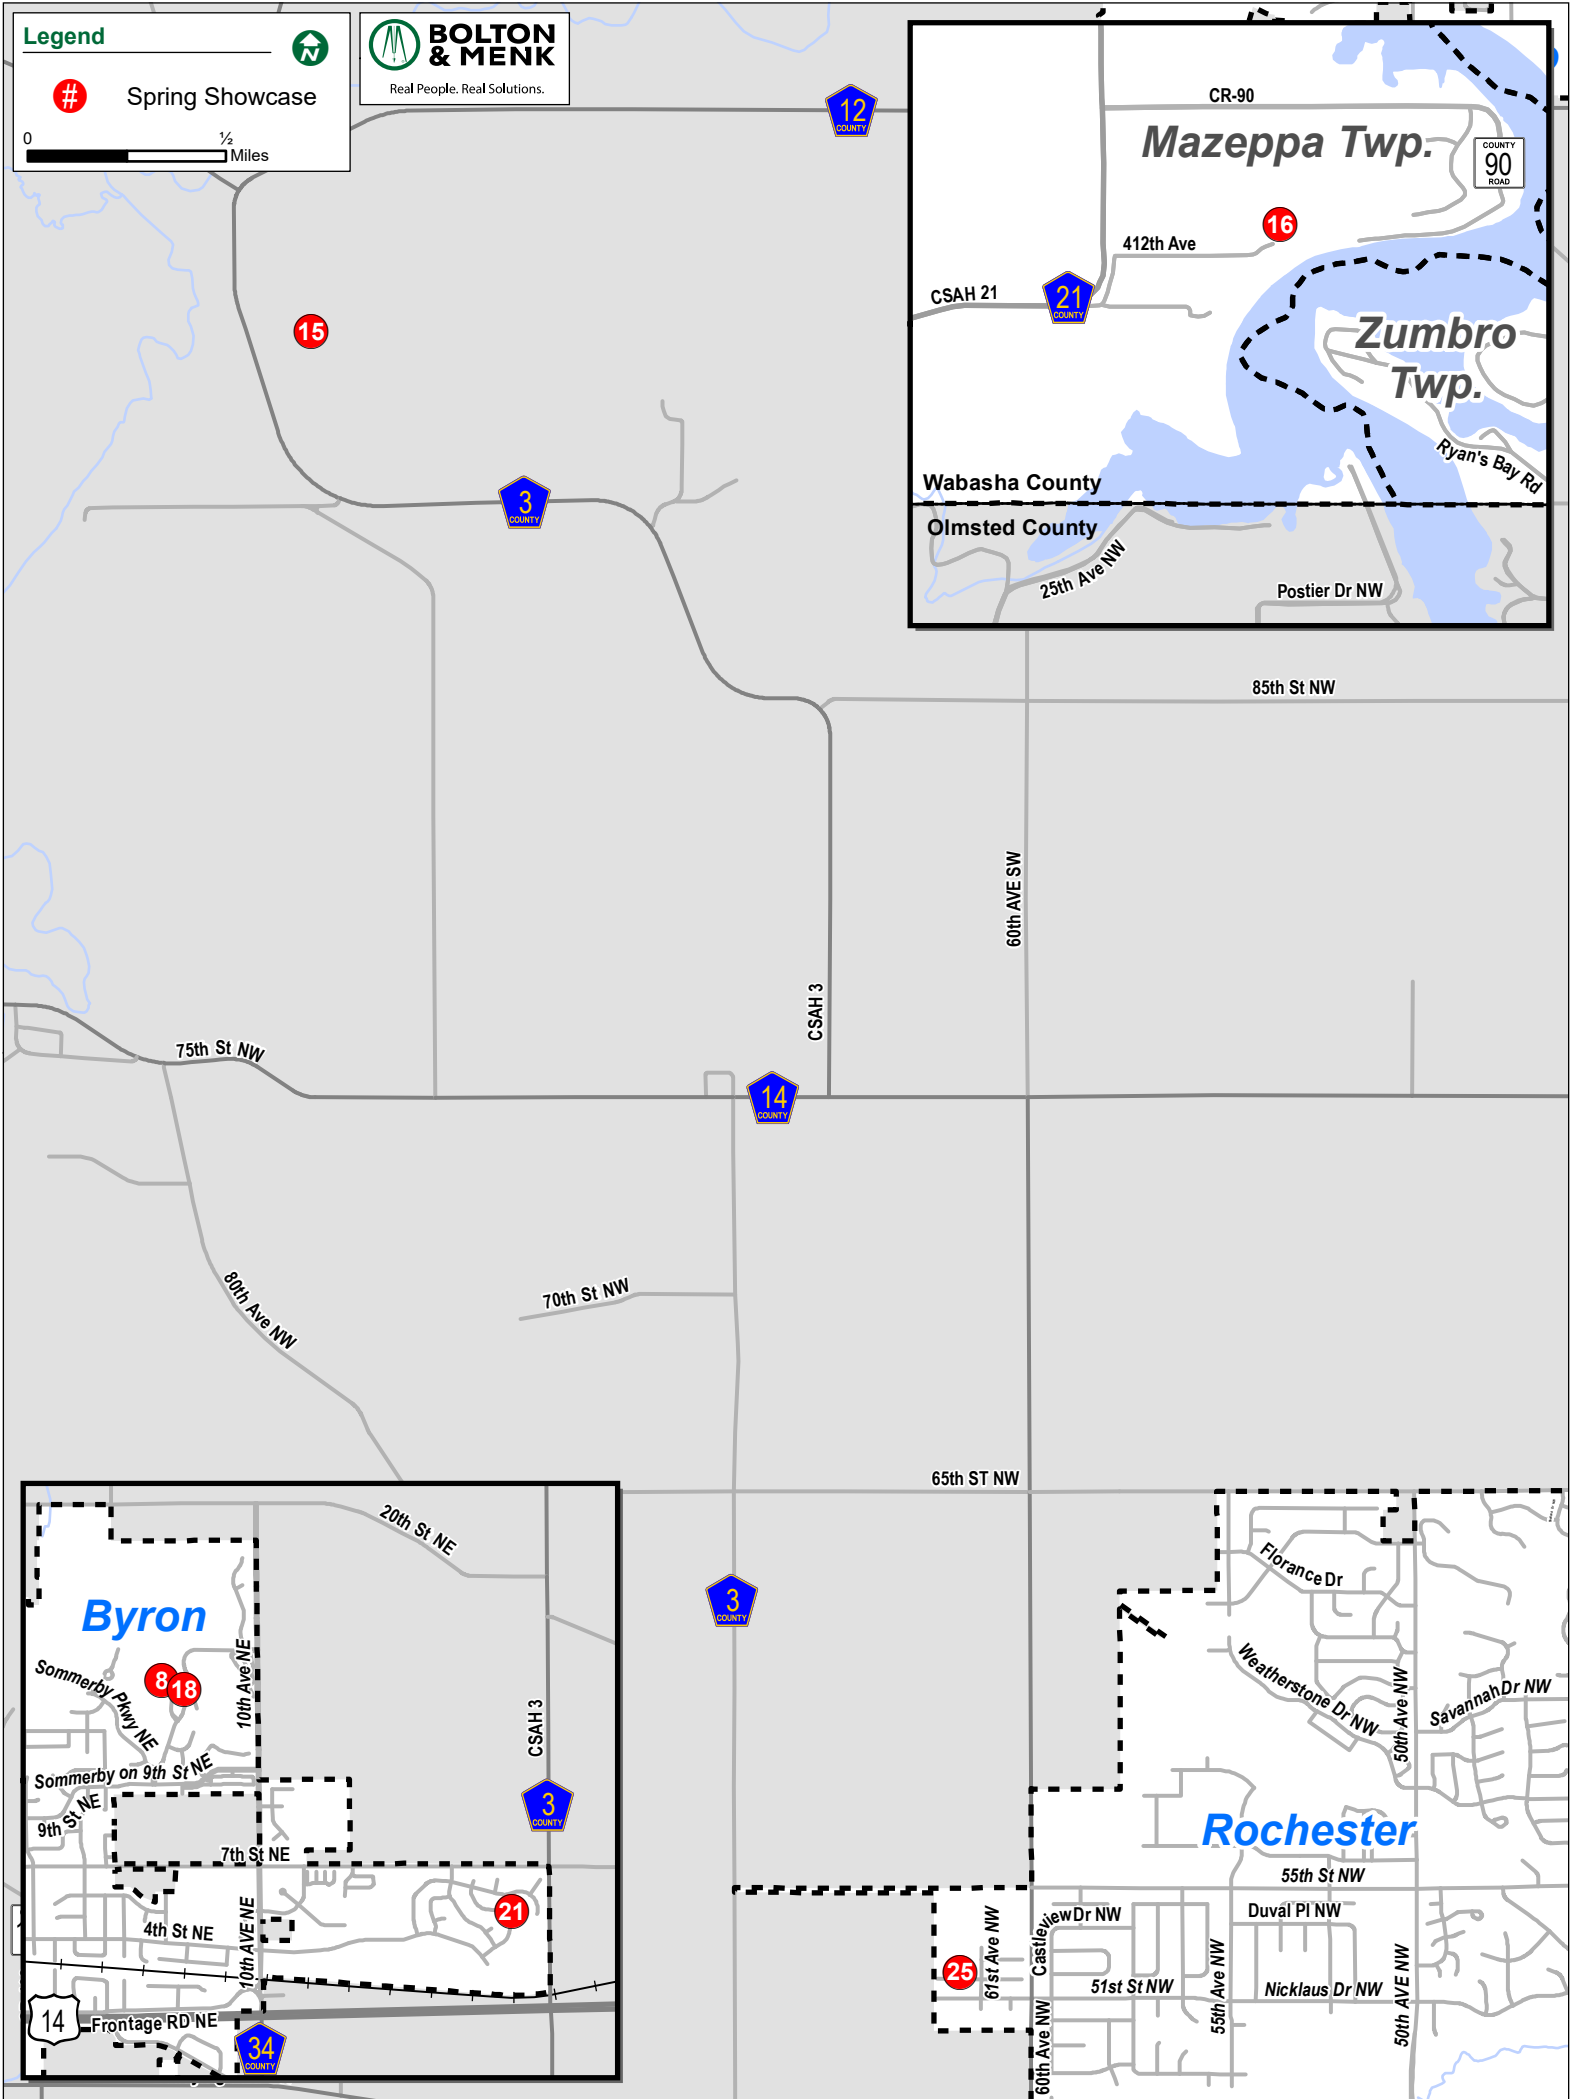 Legend
N
# Spring Showcase
0 ½
Miles
BOLTON
& MENK
Real People. Real Solutions.
12
COUNTY
CR-90
Mazeppa Twp.
COUNTY
90
ROAD
16
412th Ave
CSAH 21
21
COUNTY
Zumbro
Twp.
Ryan's Bay Rd
Wabasha County
Olmsted County
25th Ave NW
Postier Dr NW
15
3
COUNTY
85th St NW
60th AVE SW
CSAH 3
75th St NW
14
COUNTY
80th Ave NW
70th St NW
65th ST NW
20th St NE
Byron
Sommerby Pkwy NE
8
18
10th Ave NE
Sommerby on 9th St NE
9th St NE
7th St NE
CSAH 3
3
COUNTY
4th St NE
10th AVE NE
21
14
Frontage RD NE
34
COUNTY
3
COUNTY
Florance Dr
Weatherstone Dr NW
50th Ave NW
Savannah Dr NW
Rochester
55th St NW
Castleview Dr NW
Duval Pl NW
61st Ave NW
25
51st St NW
55th Ave NW
Nicklaus Dr NW
50th AVE NW
60th Ave NW